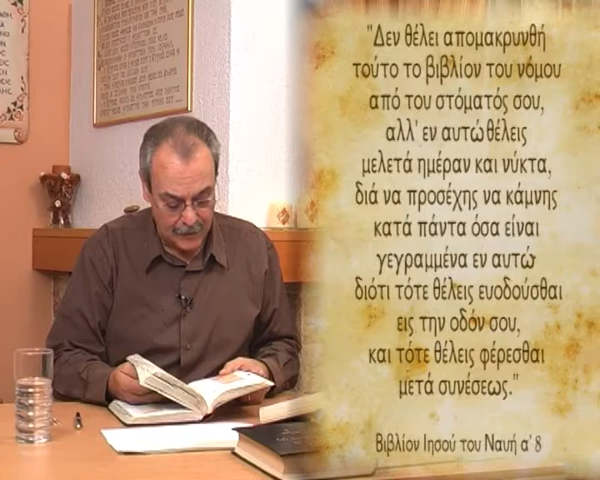 "Δεν θέλει απομακρυνθή
τούτο το βιβλίον του νόμου
από του στόματός σου,
αλλ' εν αυτώ θέλεις
μελετά ημέραν και νύκτα,
διά να προσέχης να κάμνης
κατά πάντα όσα είναι
γεγραμμένα εν αυτώ·
διότι τότε θέλεις ευοδούσθαι
εις την οδόν σου,
και τότε θέλεις φέρεσθαι
μετά συνέσεως."
Βιβλίον Ιησού του Ναυή α' 8